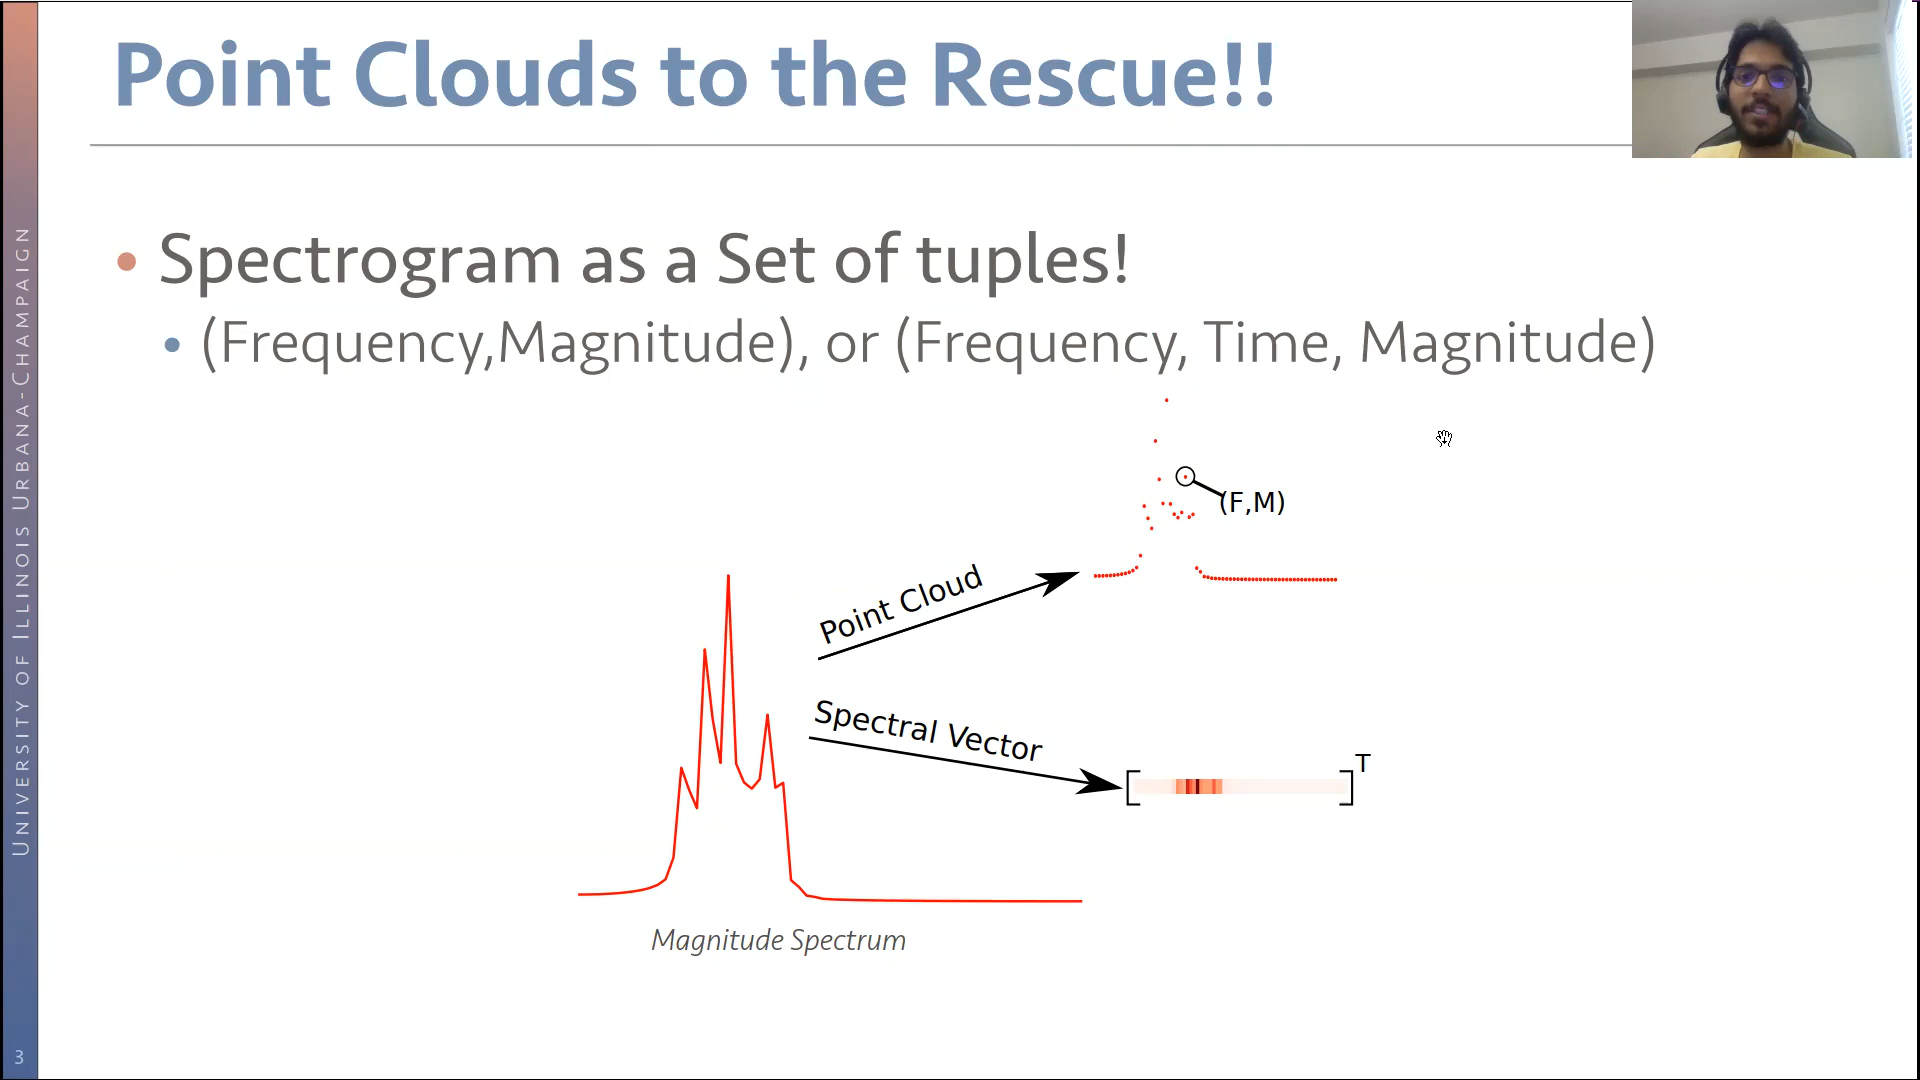 Point Clouds to the Rescue!!
Spectrogram as a Set of tuples!
(Frequency,Magnitude), or (Frequency, Time, Magnitude)
(F,M)
Point Cloud
Spectral Vector
[ ]T
Magnitude Spectrum
University of Illinois Urbana-Champaign
3